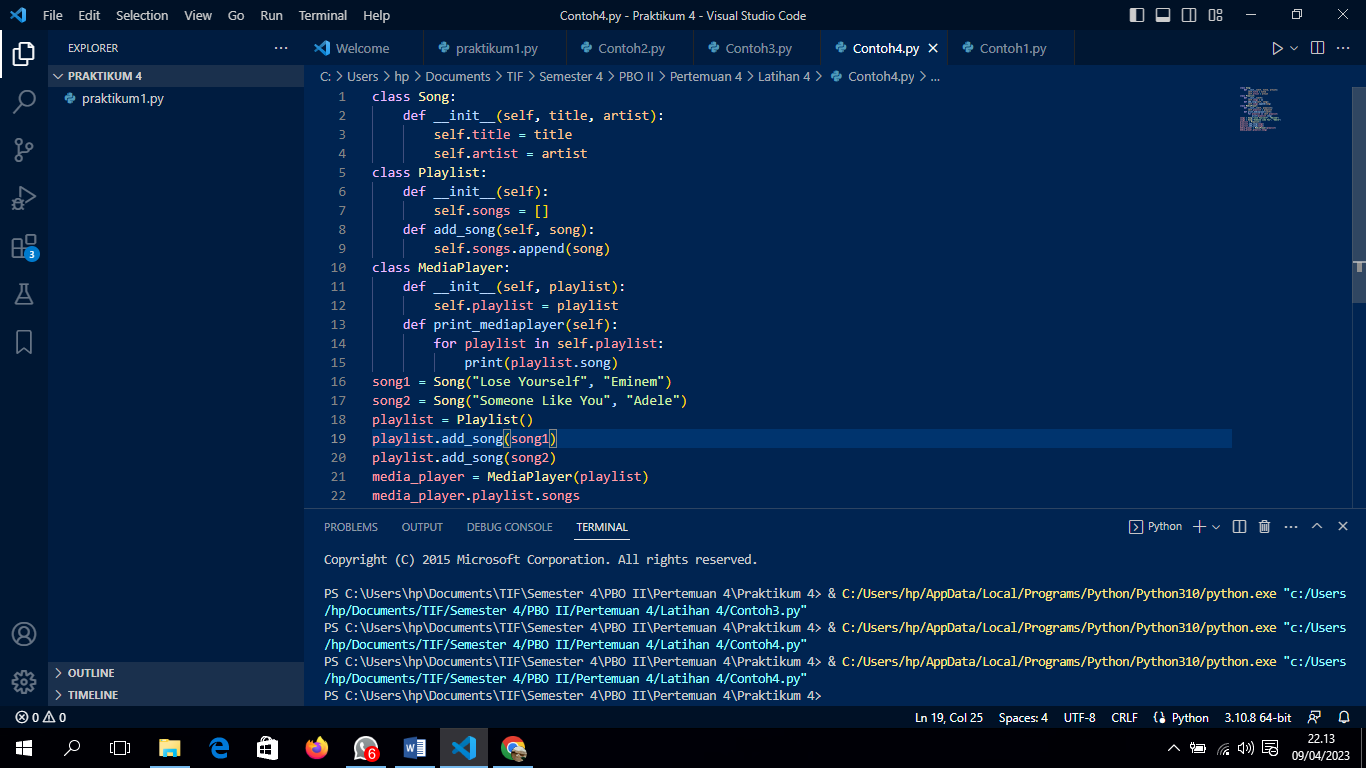 File Edit Selection View Go Run Terminal Help Contoh4.py - Praktikum 4 - Visual Studio Code
EXPLORER
Welcome praktikum1.py Contoh2.py Contoh3.py Contoh4.py Contoh1.py
PRAKTIKUM 4
praktikum1.py
C: > Users > hp > Documents > TIF > Semester 4 > PBO II > Pertemuan 4 > Latihan 4 > Contoh4.py > ...
1 class Song:
2 def __init__(self, title, artist):
3 self.title = title
4 self.artist = artist
5 class Playlist:
6 def __init__(self):
7 self.songs = []
8 def add_song(self, song):
9 self.songs.append(song)
10 class MediaPlayer:
11 def __init__(self, playlist):
12 self.playlist = playlist
13 def print_mediaplayer(self):
14 for playlist in self.playlist:
15 print(playlist.song)
16 song1 = Song("Lose Yourself", "Eminem")
17 song2 = Song("Someone Like You", "Adele")
18 playlist = Playlist()
19 playlist.add_song(song1)
20 playlist.add_song(song2)
21 media_player = MediaPlayer(playlist)
22 media_player.playlist.songs
3
PROBLEMS OUTPUT DEBUG CONSOLE TERMINAL Python
Copyright (C) 2015 Microsoft Corporation. All rights reserved.
PS C:\Users\hp\Documents\TIF\Semester 4\PBO II\Pertemuan 4\Praktikum 4> & C:/Users/hp/AppData/Local/Programs/Python/Python310/python.exe "c:/Users
/hp/Documents/TIF/Semester 4/PBO II/Pertemuan 4/Latihan 4/Contoh3.py"
PS C:\Users\hp\Documents\TIF\Semester 4\PBO II\Pertemuan 4\Praktikum 4> & C:/Users/hp/AppData/Local/Programs/Python/Python310/python.exe "c:/Users
/hp/Documents/TIF/Semester 4/PBO II/Pertemuan 4/Latihan 4/Contoh4.py"
PS C:\Users\hp\Documents\TIF\Semester 4\PBO II\Pertemuan 4\Praktikum 4> & C:/Users/hp/AppData/Local/Programs/Python/Python310/python.exe "c:/Users
/hp/Documents/TIF/Semester 4/PBO II/Pertemuan 4/Latihan 4/Contoh4.py"
PS C:\Users\hp\Documents\TIF\Semester 4\PBO II\Pertemuan 4\Praktikum 4>
OUTLINE
TIMELINE
0 0 Ln 19, Col 25 Spaces: 4 UTF-8 CRLF Python 3.10.8 64-bit
6
22.13
09/04/2023